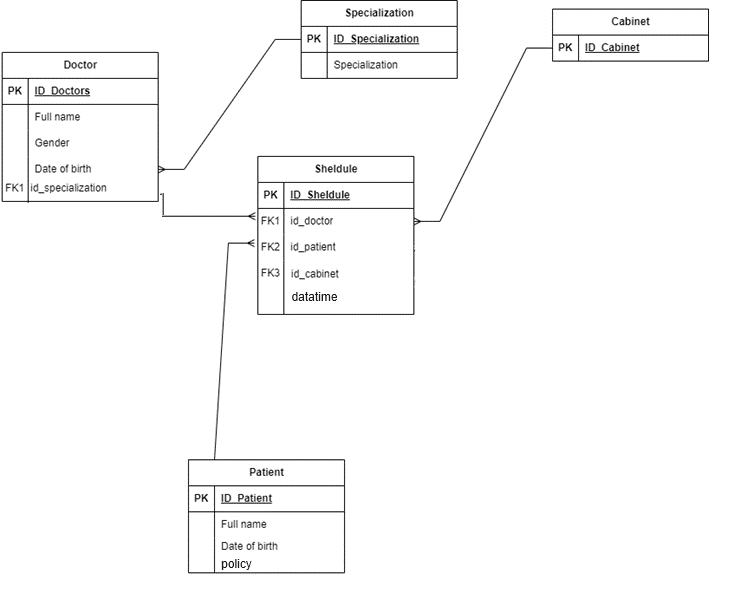 Specialization
PK ID_Specialization
Specialization
Cabinet
PK ID_Cabinet
Doctor
PK ID_Doctors
Full name
Gender
Date of birth
FK1 id_specialization
Sheldule
PK ID_Sheldule
FK1 id_doctor
FK2 id_patient
FK3 id_cabinet
datatime
Patient
PK ID_Patient
Full name
Date of birth
policy